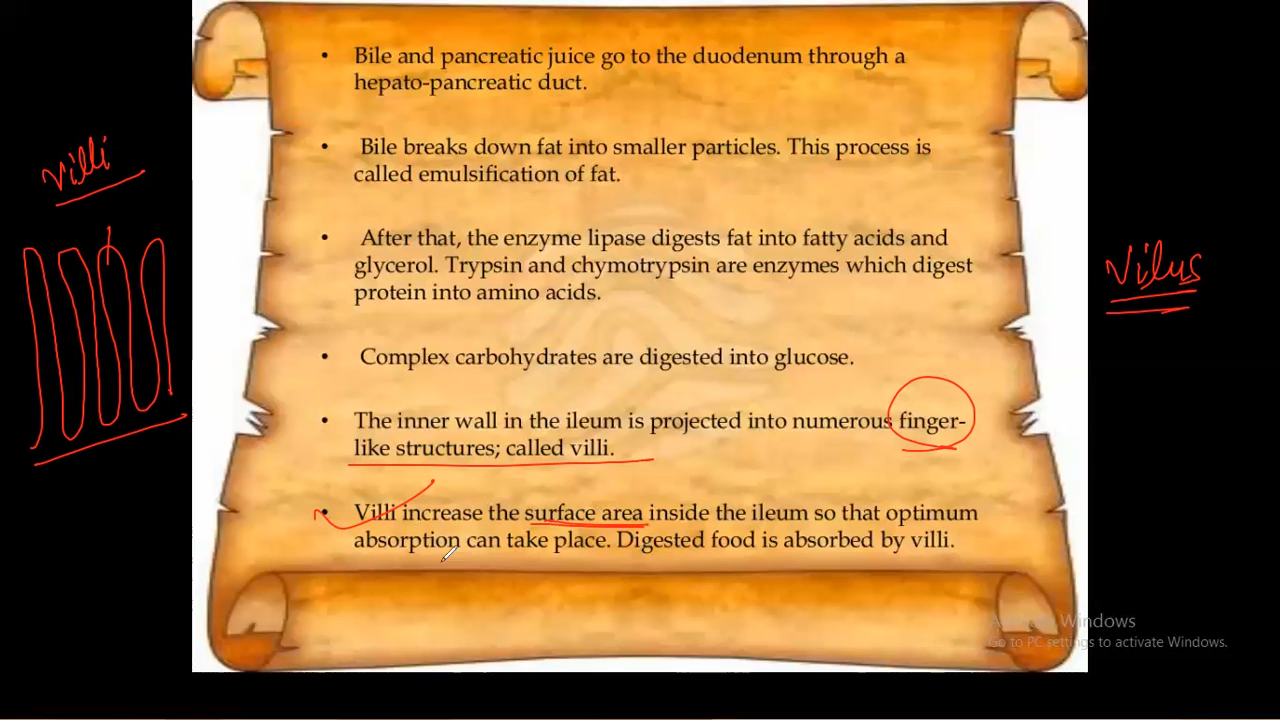 • Bile and pancreatic juice go to the duodenum through a
hepato-pancreatic duct.
• Bile breaks down fat into smaller particles. This process is
called emulsification of fat.
• After that, the enzyme lipase digests fat into fatty acids and
glycerol. Trypsin and chymotrypsin are enzymes which digest
protein into amino acids.
• Complex carbohydrates are digested into glucose.
• The inner wall in the ileum is projected into numerous finger-
like structures; called villi.
• Villi increase the surface area inside the ileum so that optimum
absorption can take place. Digested food is absorbed by villi.
villi
Vilus
Activate Windows
Go to PC settings to activate Windows.